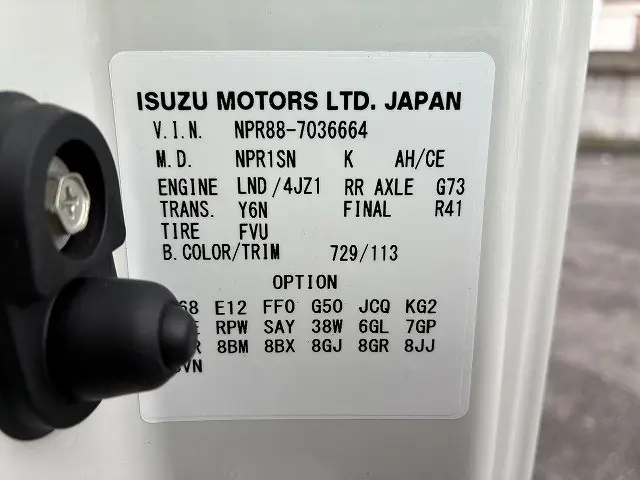 ISUZU MOTORS LTD. JAPAN
V.I.N. NPR88-7036664
M.D. NPR1SN K AH/CE
ENGINE LND/4JZ1 RR AXLE G73
TRANS. Y6N FINAL R41
TIRE FVU
B.COLOR/TRIM 729/113
OPTION
E12 FF0 G50 JCQ KG2
RPW SAY 38W 6GL 7GP
8BM 8BX 8GJ 8GR 8JJ